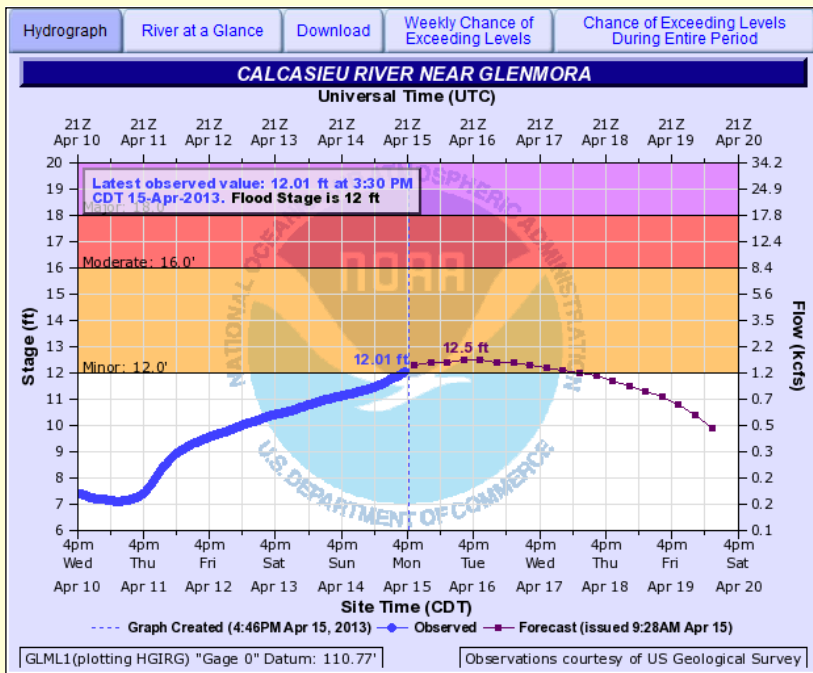 Hydrograph
River at a Glance
Download
Weekly Chance of
Exceeding Levels
Chance of Exceeding Levels
During Entire Period
CALCASIEU RIVER NEAR GLENMORA
Universal Time (UTC)
21Z 21Z 21Z 21Z 21Z 21Z 21Z 21Z 21Z 21Z 21Z
Apr 10 Apr 11 Apr 12 Apr 13 Apr 14 Apr 15 Apr 16 Apr 17 Apr 18 Apr 19 Apr 20
Latest observed value: 12.01 ft at 3:30 PM
CDT 15-Apr-2013. Flood Stage is 12 ft
Major: 18.0'
Moderate: 16.0'
Minor: 12.0'
12.01 ft
12.5 ft
Stage (ft)
20
19
18
17
16
15
14
13
12
11
10
9
8
7
6
Flow (kcfs)
34.2
24.9
17.8
12.4
8.4
5.6
3.5
2.2
1.2
0.7
0.5
0.3
0.2
0.2
0.1
NATIONAL OCEANIC AND ATMOSPHERIC ADMINISTRATION
NOAA
U.S. DEPARTMENT OF COMMERCE
4pm 4pm 4pm 4pm 4pm 4pm 4pm 4pm 4pm 4pm 4pm
Wed Thu Fri Sat Sun Mon Tue Wed Thu Fri Sat
Apr 10 Apr 11 Apr 12 Apr 13 Apr 14 Apr 15 Apr 16 Apr 17 Apr 18 Apr 19 Apr 20
Site Time (CDT)
Graph Created (4:46PM Apr 15, 2013) Observed Forecast (issued 9:28AM Apr 15)
GLML1(plotting HGIRG) "Gage 0" Datum: 110.77'
Observations courtesy of US Geological Survey